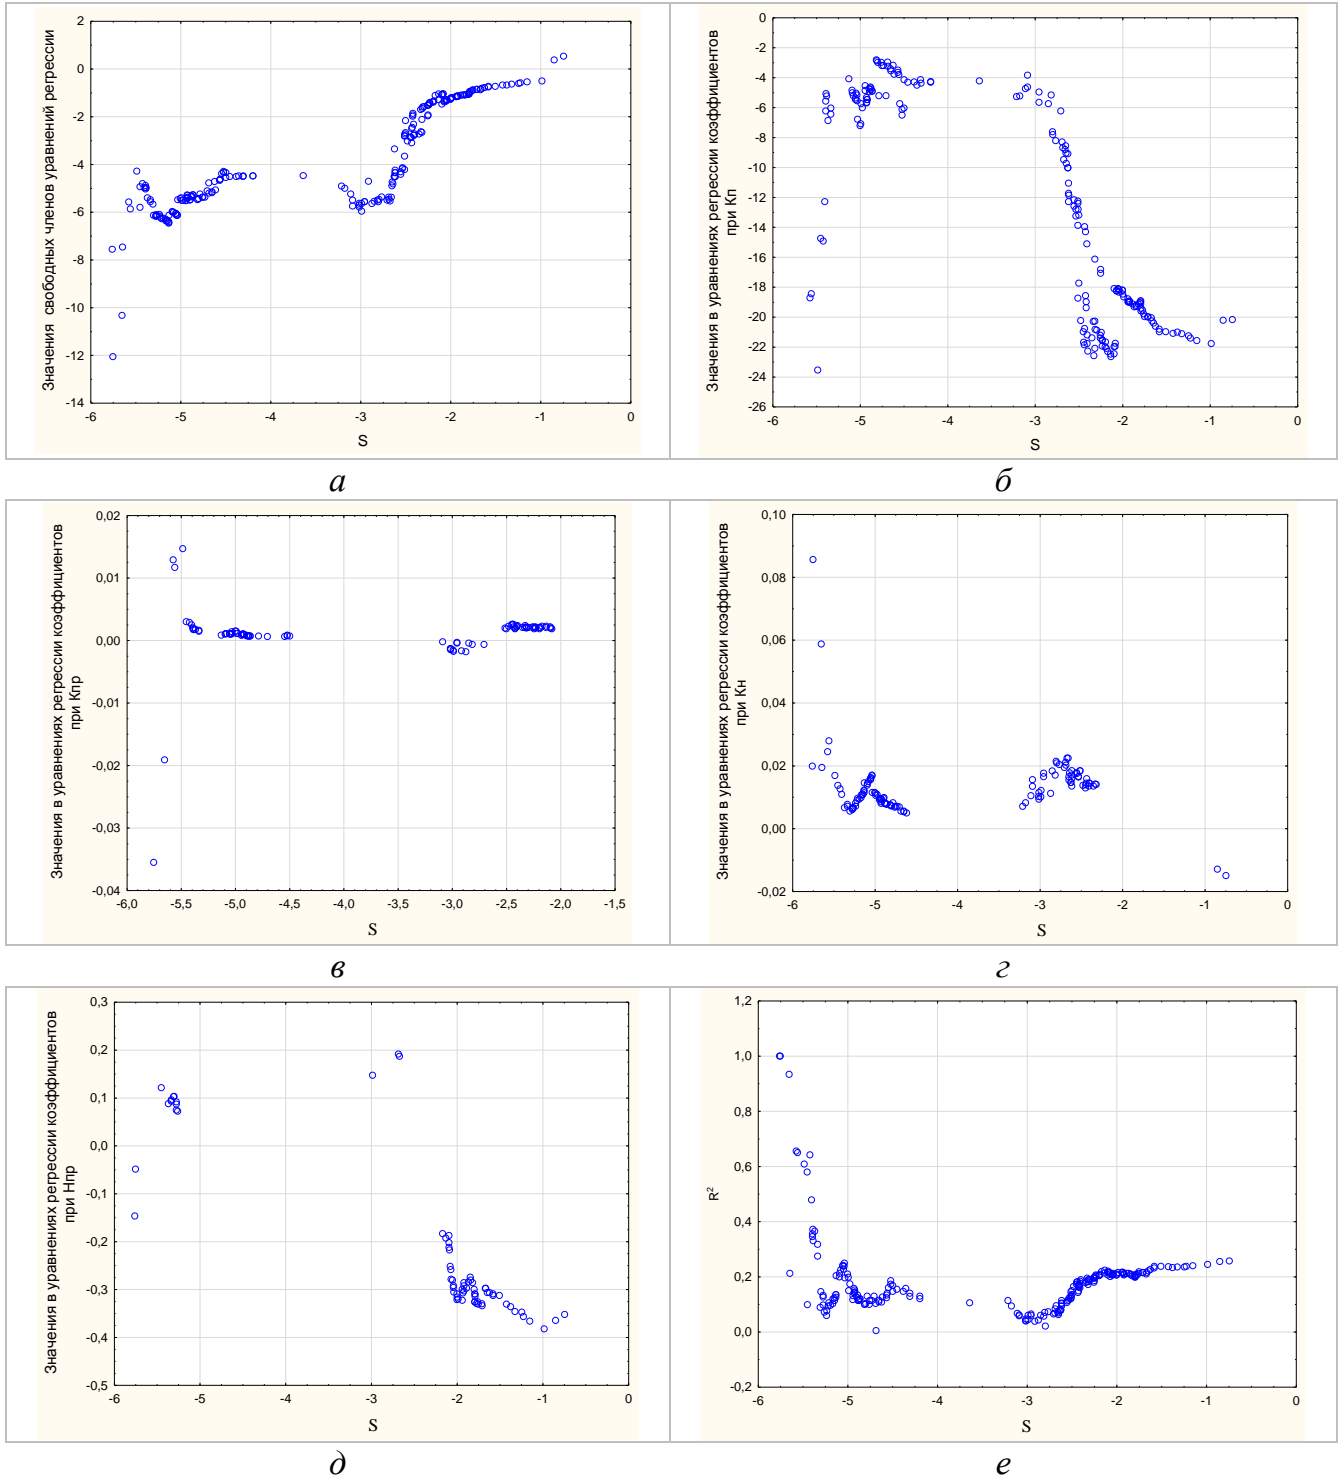 Значения свободных членов уравнений регрессии
2
0
-2
-4
-6
-8
-10
-12
-14
-6 -5 -4 -3 -2 -1 0
S
а
Значения в уравнениях регрессии коэффициентов
при Кп
0
-2
-4
-6
-8
-10
-12
-14
-16
-18
-20
-22
-24
-26
-6 -5 -4 -3 -2 -1 0
S
б
Значения в уравнениях регрессии коэффициентов
при Кпр
0,02
0,01
0,00
-0,01
-0,02
-0,03
-0,04
-6,0 -5,5 -5,0 -4,5 -4,0 -3,5 -3,0 -2,5 -2,0 -1,5
S
в
Значения в уравнениях регрессии коэффициентов
при Кн
0,10
0,08
0,06
0,04
0,02
0,00
-0,02
-6 -5 -4 -3 -2 -1 0
S
г
Значения в уравнениях регрессии коэффициентов
при Нпр
0,3
0,2
0,1
0,0
-0,1
-0,2
-0,3
-0,4
-0,5
-6 -5 -4 -3 -2 -1 0
S
д
R²
1,2
1,0
0,8
0,6
0,4
0,2
0,0
-0,2
-6 -5 -4 -3 -2 -1 0
S
е